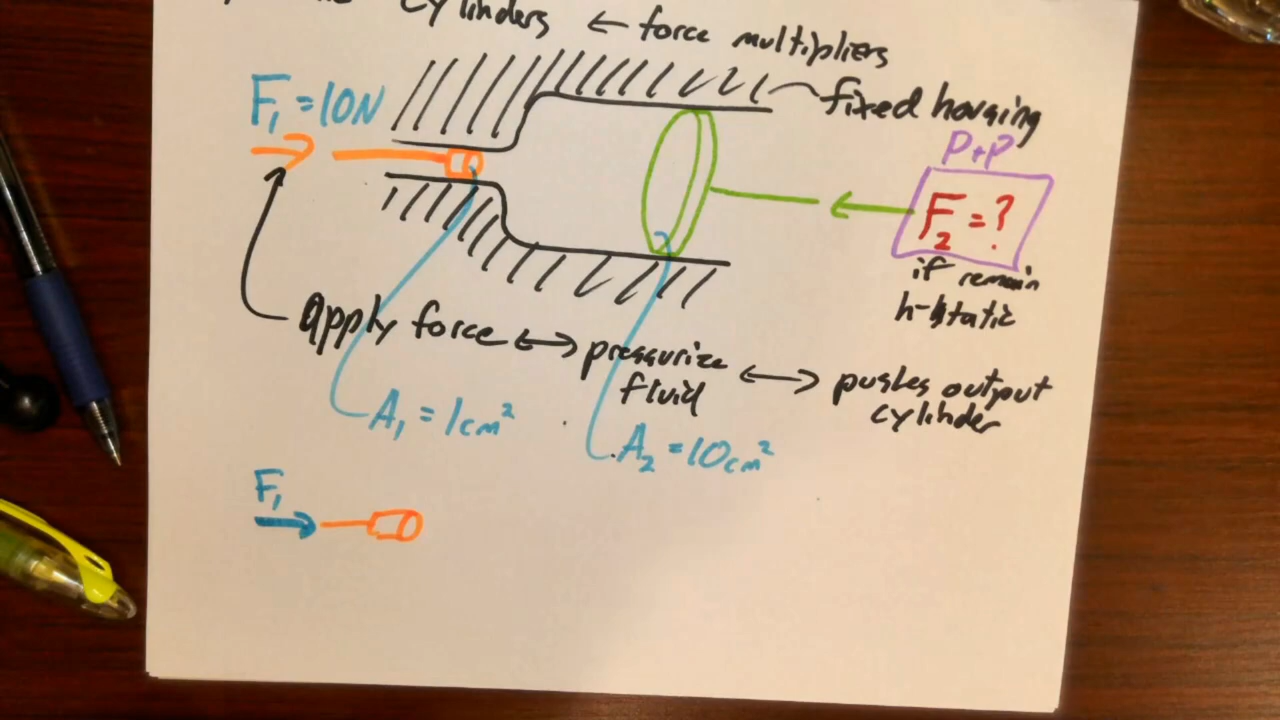 cylinders ← force multipliers
fixed housing
F₁ = 10N
P+P
F₂ = ?
if remain
h-static
apply force ↔ pressurize
fluid ↔ pushes output
cylinder
A₁ = 1cm²
A₂ = 10cm²
F₁